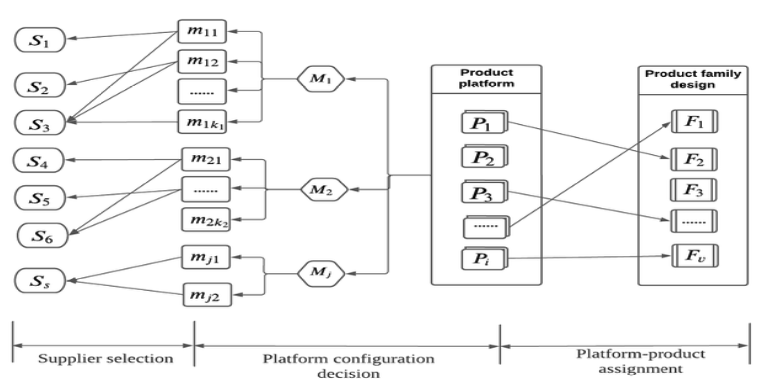 S1
S2
S3
S4
S5
S6
Ss
m11
m12
......
m1k1
m21
......
m2k2
mj1
mj2
M1
M2
Mj
Product
platform
P1
P2
P3
......
Pi
Product family
design
F1
F2
F3
......
Fv
Supplier selection
Platform configuration
decision
Platform-product
assignment